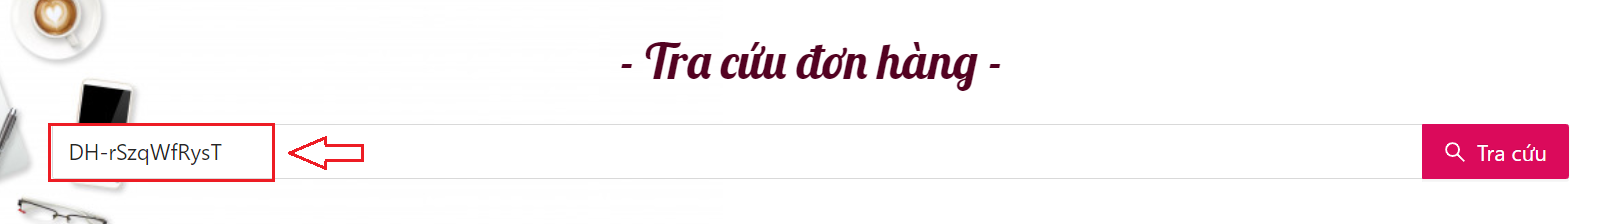 - Tra cứu đơn hàng -
DH-rSzqWfRysT
Tra cứu